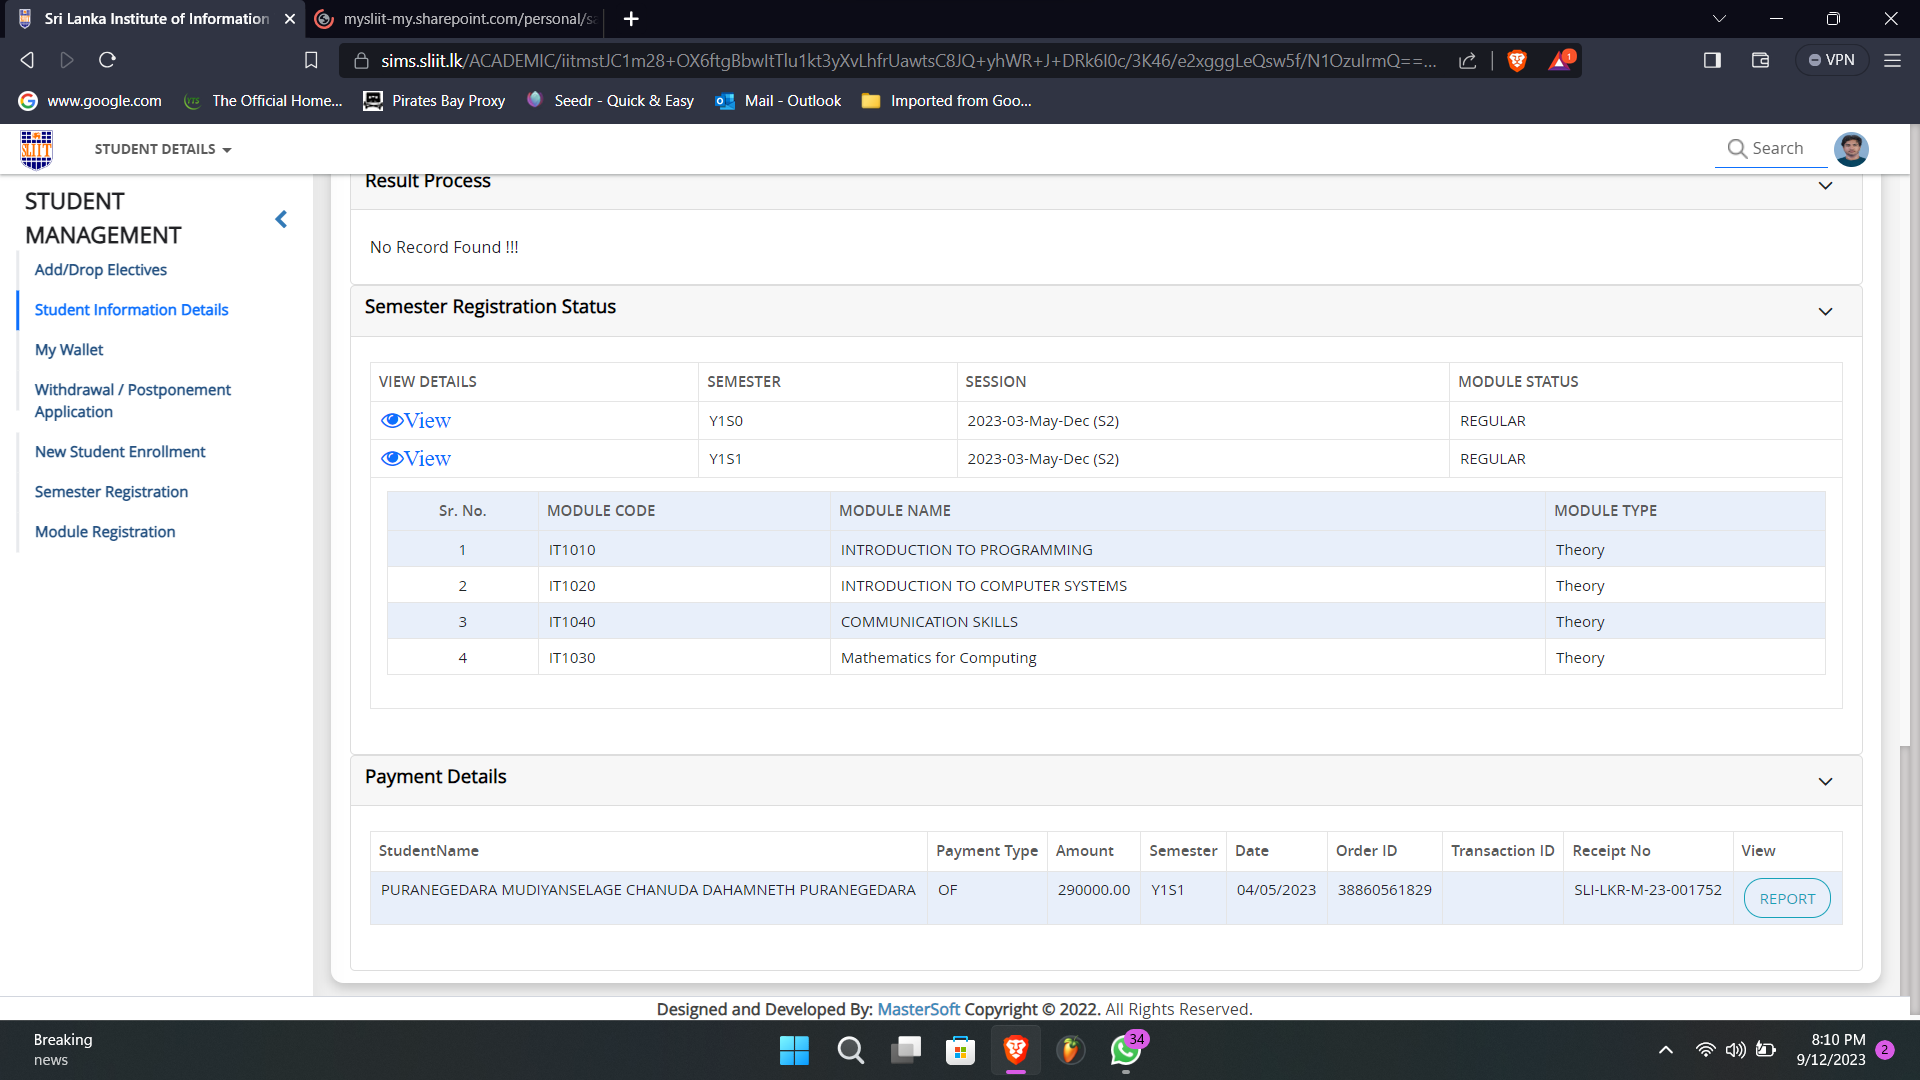 Sri Lanka Institute of Information
mysliit-my.sharepoint.com/personal/s
sims.sliit.lk/ACADEMIC/iitmstJC1m28+OX6ftgBbwItTlu1kt3yXvLhfrUawtsC8JQ+yhWR+J+DRk6I0c/3K46/e2xgggLeQsw5f/N1OzuIrmQ==...
1
VPN
www.google.com
The Official Home...
Pirates Bay Proxy
Seedr - Quick & Easy
Mail - Outlook
Imported from Goo...
SLIIT
STUDENT DETAILS
Search
STUDENT
MANAGEMENT
Add/Drop Electives
Student Information Details
My Wallet
Withdrawal / Postponement
Application
New Student Enrollment
Semester Registration
Module Registration
Result Process
No Record Found !!!
Semester Registration Status
VIEW DETAILS SEMESTER SESSION MODULE STATUS
View Y1S0 2023-03-May-Dec (S2) REGULAR
View Y1S1 2023-03-May-Dec (S2) REGULAR
Sr. No. MODULE CODE MODULE NAME MODULE TYPE
1 IT1010 INTRODUCTION TO PROGRAMMING Theory
2 IT1020 INTRODUCTION TO COMPUTER SYSTEMS Theory
3 IT1040 COMMUNICATION SKILLS Theory
4 IT1030 Mathematics for Computing Theory
Payment Details
StudentName Payment Type Amount Semester Date Order ID Transaction ID Receipt No View
PURANEGEDARA MUDIYANSELAGE CHANUDA DAHAMNETH PURANEGEDARA OF 290000.00 Y1S1 04/05/2023 38860561829 SLI-LKR-M-23-001752 REPORT
Designed and Developed By: MasterSoft Copyright © 2022. All Rights Reserved.
Breaking
news
34
8:10 PM
9/12/2023
2